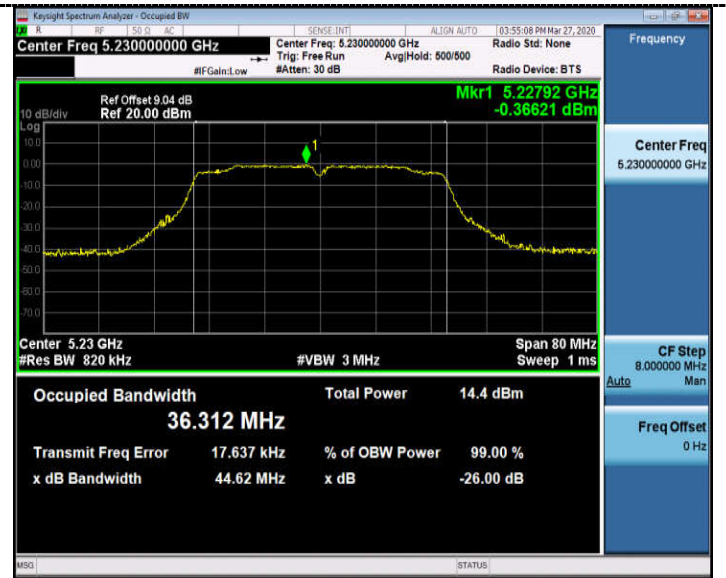 Keysight Spectrum Analyzer - Occupied BW
R RF 50 Ω AC SENSE:INT ALIGN AUTO 03:55:08 PM Mar 27, 2020
Center Freq 5.230000000 GHz
Center Freq: 5.230000000 GHz Radio Std: None
Trig: Free Run Avg|Hold: 500/500
#IFGain:Low #Atten: 30 dB Radio Device: BTS
Frequency
Ref Offset 9.04 dB
10 dB/div Ref 20.00 dBm
Mkr1 5.22792 GHz
-0.36621 dBm
Log
10.0
0.00
-10.0
-20.0
-30.0
-40.0
-50.0
-60.0
-70.0
1
Center 5.23 GHz Span 80 MHz
#Res BW 820 kHz #VBW 3 MHz Sweep 1 ms
Occupied Bandwidth Total Power 14.4 dBm
36.312 MHz
Transmit Freq Error 17.637 kHz % of OBW Power 99.00 %
x dB Bandwidth 44.62 MHz x dB -26.00 dB
Center Freq
5.230000000 GHz
CF Step
8.000000 MHz
Auto Man
Freq Offset
0 Hz
MSG STATUS